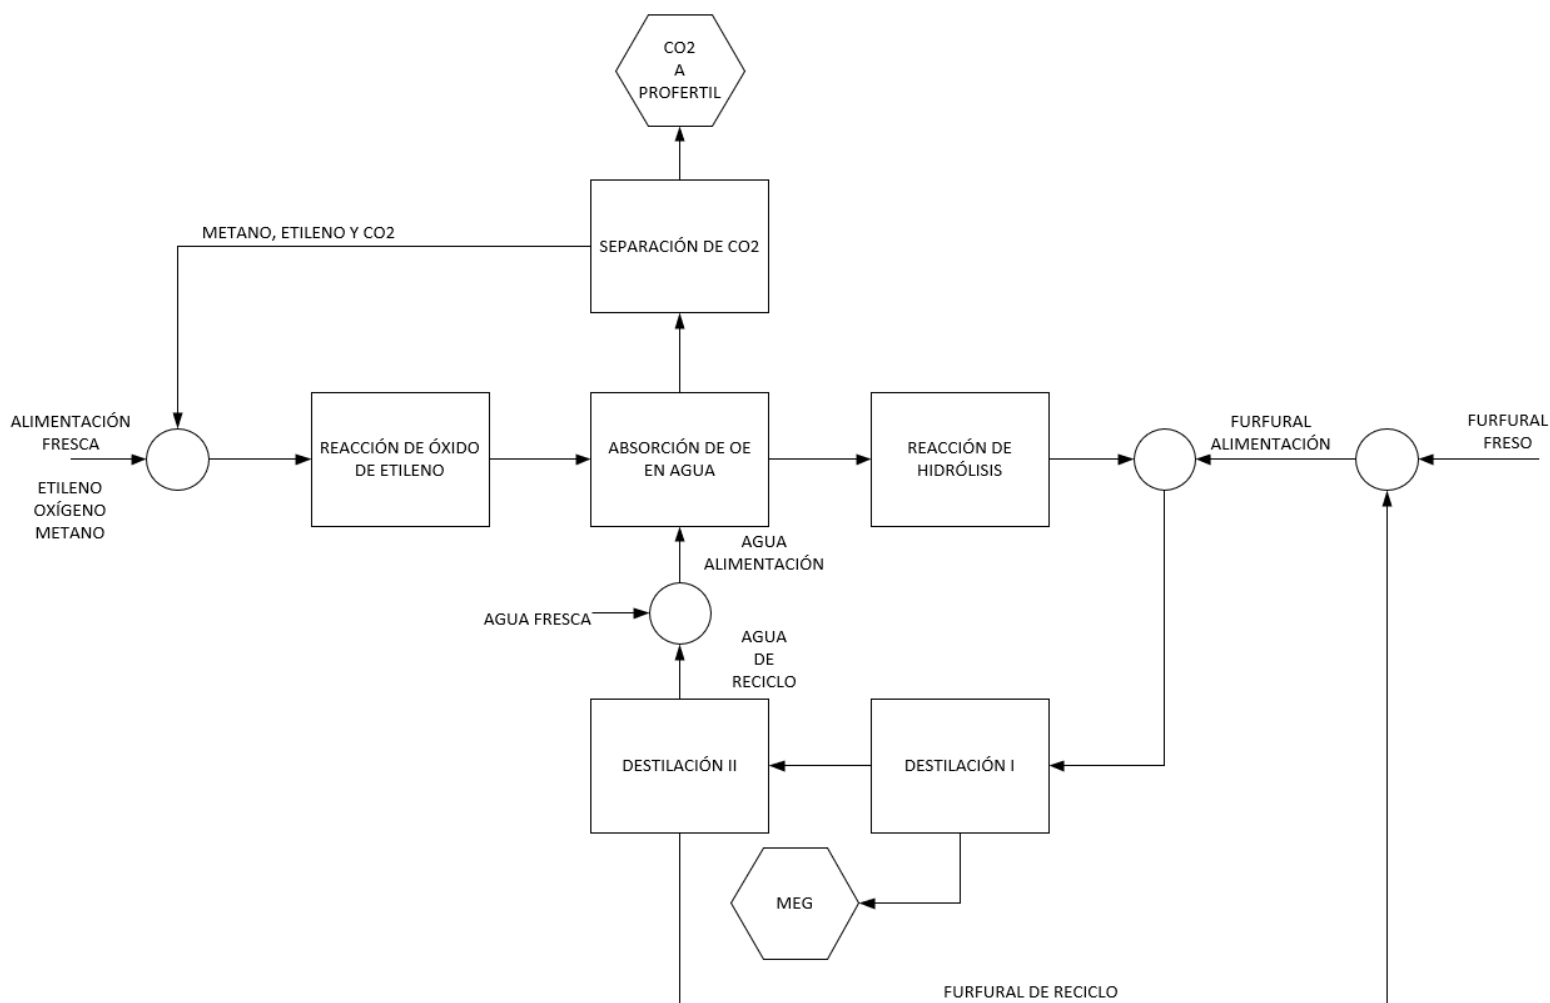 CO2
A
PROFERTIL
METANO, ETILENO Y CO2
SEPARACIÓN DE CO2
ALIMENTACIÓN
FRESCA
ETILENO
OXÍGENO
METANO
REACCIÓN DE ÓXIDO
DE ETILENO
ABSORCIÓN DE OE
EN AGUA
REACCIÓN DE
HIDRÓLISIS
FURFURAL
ALIMENTACIÓN
FURFURAL
FRESO
AGUA
ALIMENTACIÓN
AGUA FRESCA
AGUA
DE
RECICLO
DESTILACIÓN II
DESTILACIÓN I
MEG
FURFURAL DE RECICLO